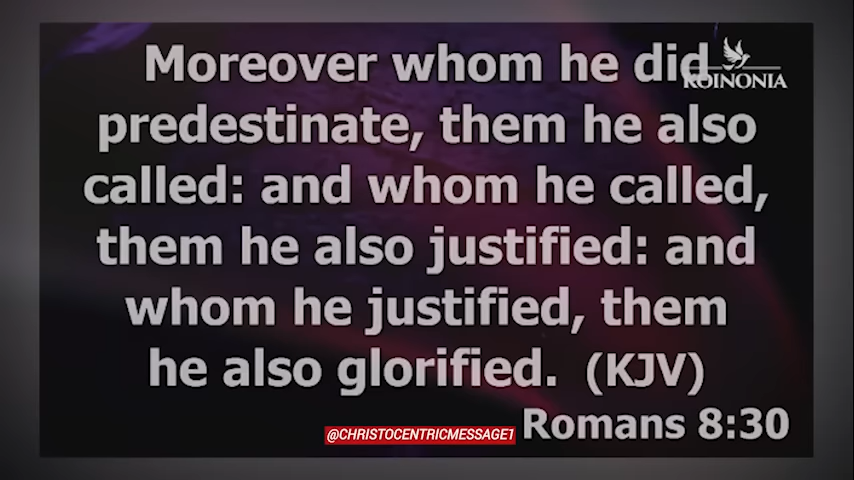 Moreover whom he did
KOINONIA
predestinate, them he also
called: and whom he called,
them he also justified: and
whom he justified, them
he also glorified. (KJV)
@CHRISTOCENTRICMESSAGE1
Romans 8:30